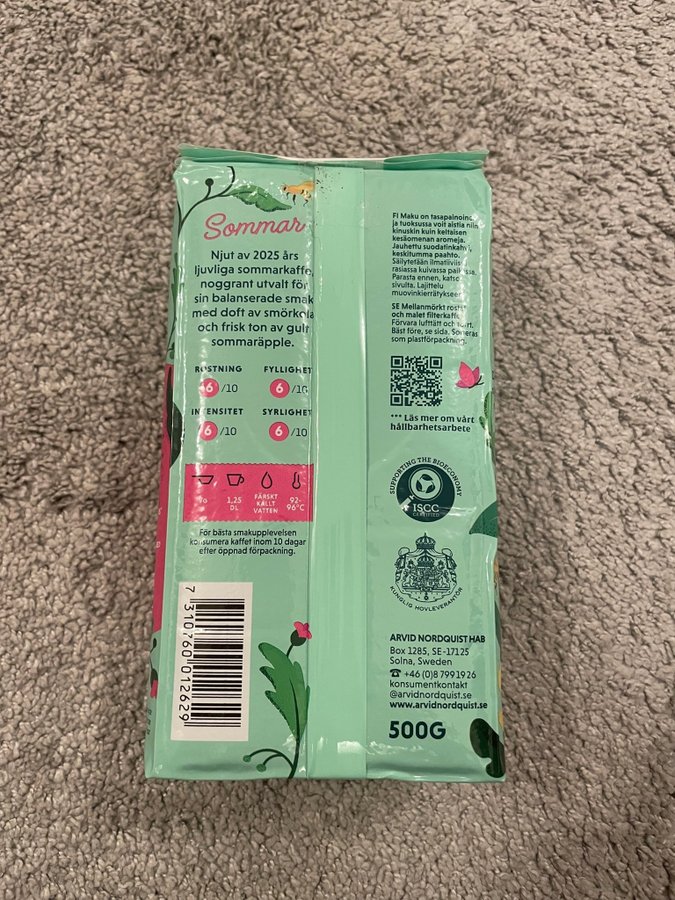 Sommar
Njut av 2025 års
ljuvliga sommarkaffe,
noggrant utvalt för
sin balanserade smak
med doft av smörkola
och frisk ton av gult
sommaräpple.
ROSTNING
6/10
FYLLIGHET
6/10
INTENSITET
6/10
SYRLIGHET
6/10
1,25
DL
FÄRSKT
KALLT
VATTEN
92-
96°C
För bästa smakupplevelsen
konsumera kaffet inom 10 dagar
efter öppnad förpackning.
7 310760 012629
FI Maku on tasapainoinen
ja tuoksussa voit aistia niin
kinuskin kuin keltaisen
kesäomenan aromeja.
Jauhettu suodatinkahvi,
keskitumma paahto.
Säilytetään ilmatiiviissä
rasiassa kuivassa paikassa.
Parasta ennen, katso
sivulta. Lajittelu
muovinkierrätykseen.
SE Mellanmörkt rostat
och malet filterkaffe.
Förvara lufttätt och torrt.
Bäst före, se sida. Sorteras
som plastförpackning.
*** Läs mer om vårt
hållbarhetsarbete
SUPPORTING THE BIOECONOMY
ISCC
CERTIFIED
KUNGLIG HOVLEVERANTÖR
ARVID NORDQUIST HAB
Box 1285, SE-17125
Solna, Sweden
☎ +46 (0)8 799 19 26
konsumentkontakt
@arvidnordquist.se
www.arvidnordquist.se
500G